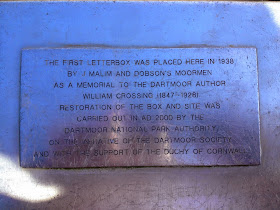 THE FIRST LETTERBOX WAS PLACED HERE IN 1938
BY J MALIM AND DOBSON'S MOORMEN
AS A MEMORIAL TO THE DARTMOOR AUTHOR
WILLIAM CROSSING (1847-1928)
RESTORATION OF THE BOX AND SITE WAS
CARRIED OUT IN AD 2000 BY THE
DARTMOOR NATIONAL PARK AUTHORITY
ON THE INITIATIVE OF THE DARTMOOR SOCIETY
AND WITH THE SUPPORT OF THE DUCHY OF CORNWALL